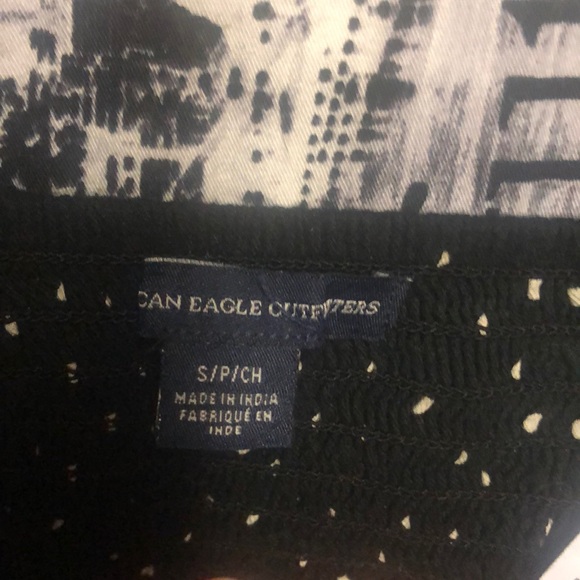 CAN EAGLE OUTFITTERS
S/P/CH
MADE IN INDIA
FABRIQUÉ EN
INDE